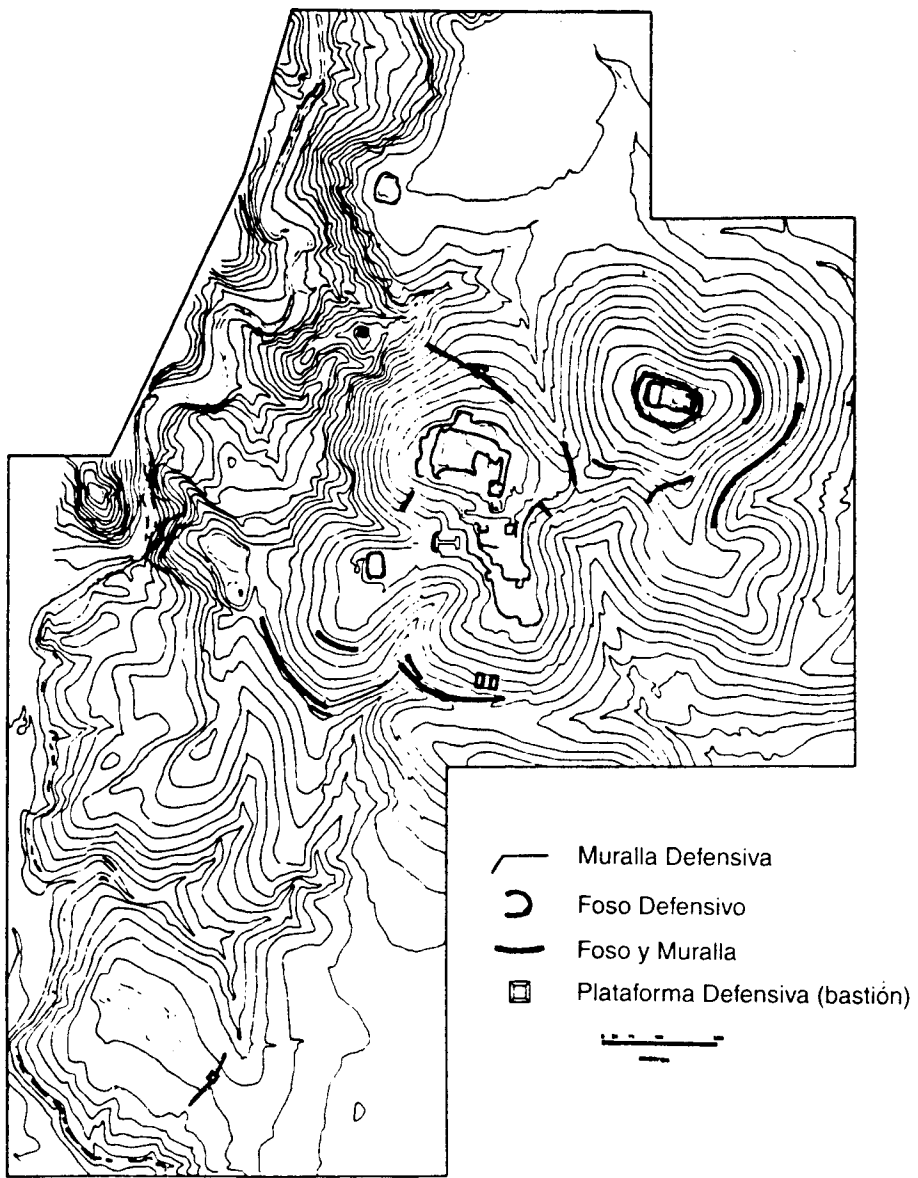 Muralla Defensiva
Foso Defensivo
Foso y Muralla
Plataforma Defensiva (bastión)